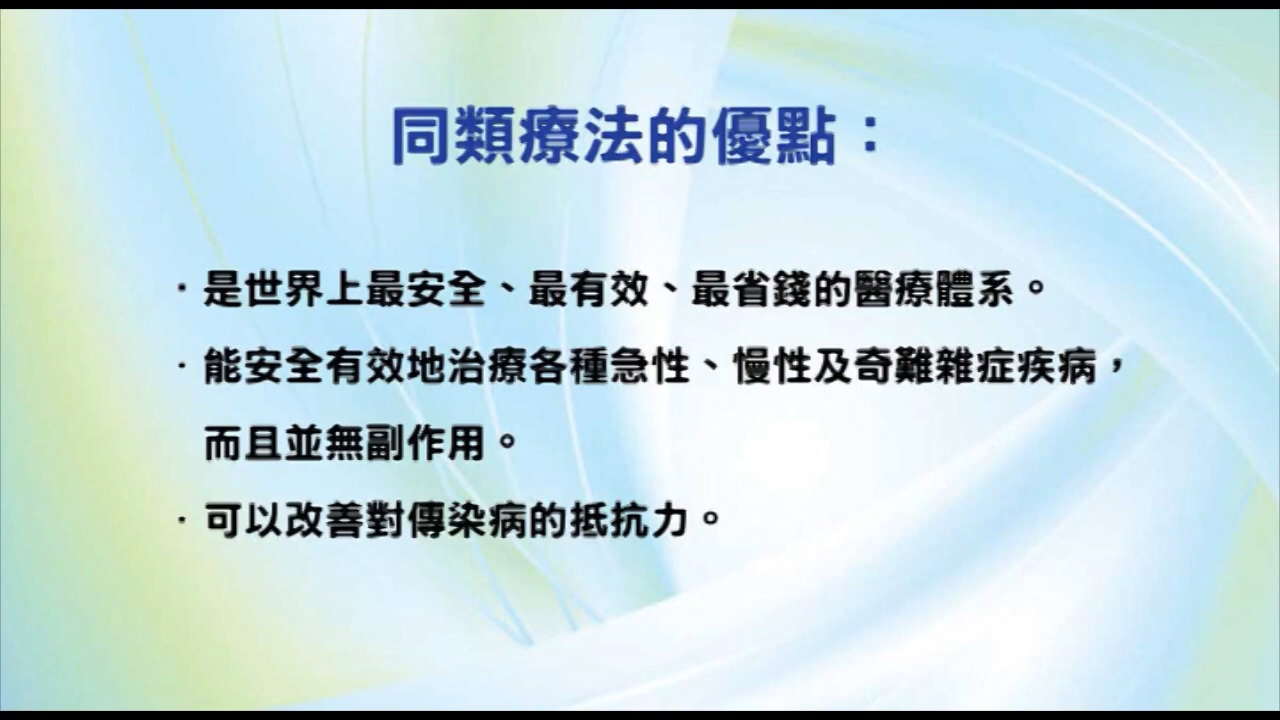 同類療法的優點：
· 是世界上最安全、最有效、最省錢的醫療體系。
· 能安全有效地治療各種急性、慢性及奇難雜症疾病，
而且並無副作用。
· 可以改善對傳染病的抵抗力。